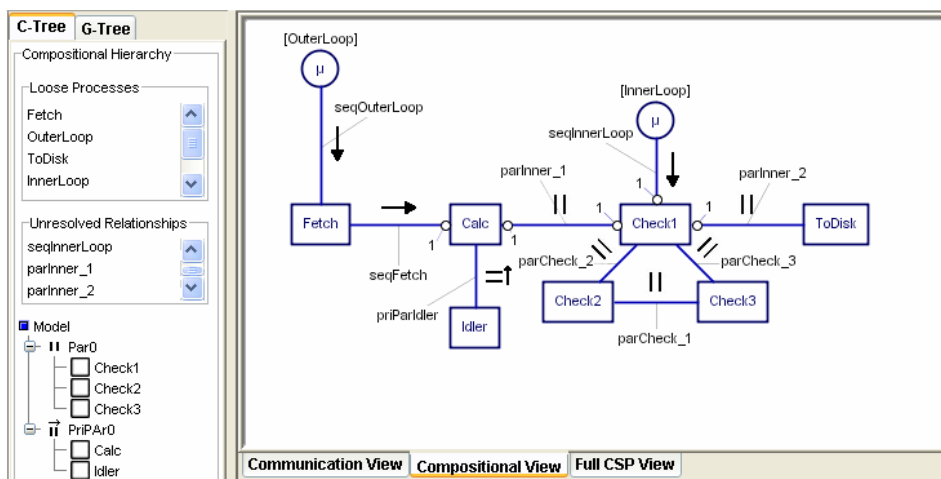 C-Tree
G-Tree
Compositional Hierarchy
Loose Processes
Fetch
OuterLoop
ToDisk
InnerLoop
Unresolved Relationships
seqInnerLoop
parInner_1
parInner_2
Model
Par0
Check1
Check2
Check3
PriPAr0
Calc
Idler
[OuterLoop]
μ
seqOuterLoop
[InnerLoop]
μ
seqInnerLoop
parInner_1
parInner_2
1
1
1
Fetch
Calc
Check1
ToDisk
1
1
seqFetch
parCheck_2
parCheck_3
priParIdler
Idler
Check2
Check3
parCheck_1
Communication View
Compositional View
Full CSP View